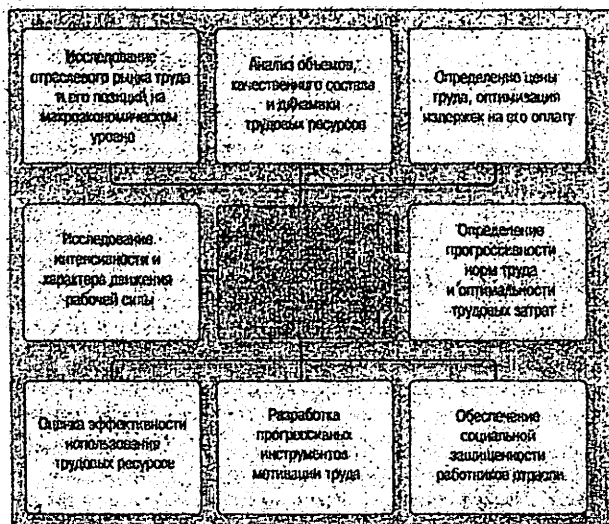 Исследование
отраслевого рынка труда
и его позиций на
макроэкономическом
уровне
Анализ объемов,
качественного состава
и динамики
трудовых ресурсов
Определение цены
труда, оптимизация
издержек на его оплату
Исследование
интенсивности и
характера движения
рабочей силы
Определение
прогрессивности
норм труда
и оптимальности
трудовых затрат
Оценка эффективности
использования
трудовых ресурсов
Разработка
прогрессивных
инструментов
мотивации труда
Обеспечение
социальной
защищенности
работников отрасли